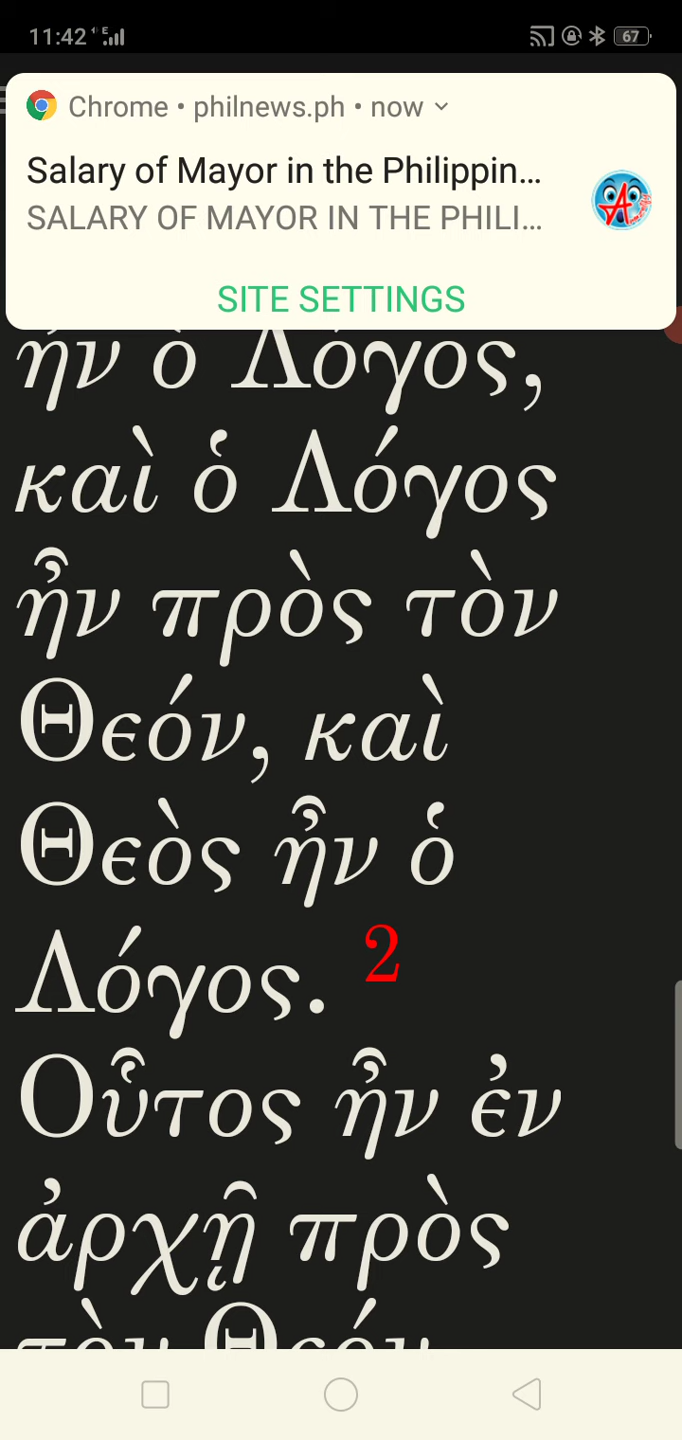 11:42
67
Chrome • philnews.ph • now
Salary of Mayor in the Philippin...
SALARY OF MAYOR IN THE PHILI...
SITE SETTINGS
ἦν ὁ Λόγος,
καὶ ὁ Λόγος
ἦν πρὸς τὸν
Θεόν, καὶ
Θεὸς ἦν ὁ
Λόγος. 2
Οὗτος ἦν ἐν
ἀρχῇ πρὸς
τὸν Θεόν